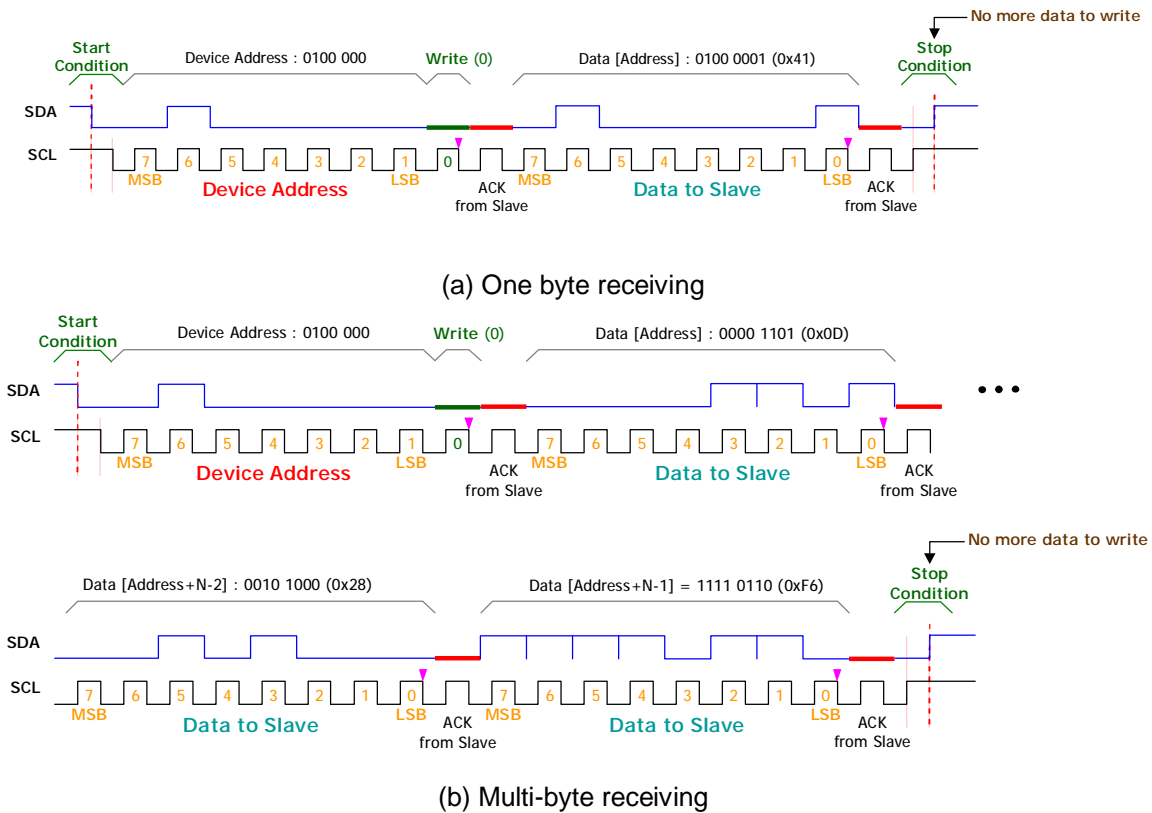 No more data to write
Start
Condition
Device Address : 0100 000
Write (0)
Data [Address] : 0100 0001 (0x41)
Stop
Condition
SDA
SCL
7 6 5 4 3 2 1 0 7 6 5 4 3 2 1 0
MSB LSB MSB LSB
Device Address
ACK
from Slave
Data to Slave
ACK
from Slave
(a) One byte receiving
Start
Condition
Device Address : 0100 000
Write (0)
Data [Address] : 0000 1101 (0x0D)
SDA
SCL
7 6 5 4 3 2 1 0 7 6 5 4 3 2 1 0
MSB LSB MSB LSB
Device Address
ACK
from Slave
Data to Slave
ACK
from Slave
No more data to write
Data [Address+N-2] : 0010 1000 (0x28)
Data [Address+N-1] = 1111 0110 (0xF6)
Stop
Condition
SDA
SCL
7 6 5 4 3 2 1 0 7 6 5 4 3 2 1 0
MSB LSB MSB LSB
Data to Slave
ACK
from Slave
Data to Slave
ACK
from Slave
(b) Multi-byte receiving